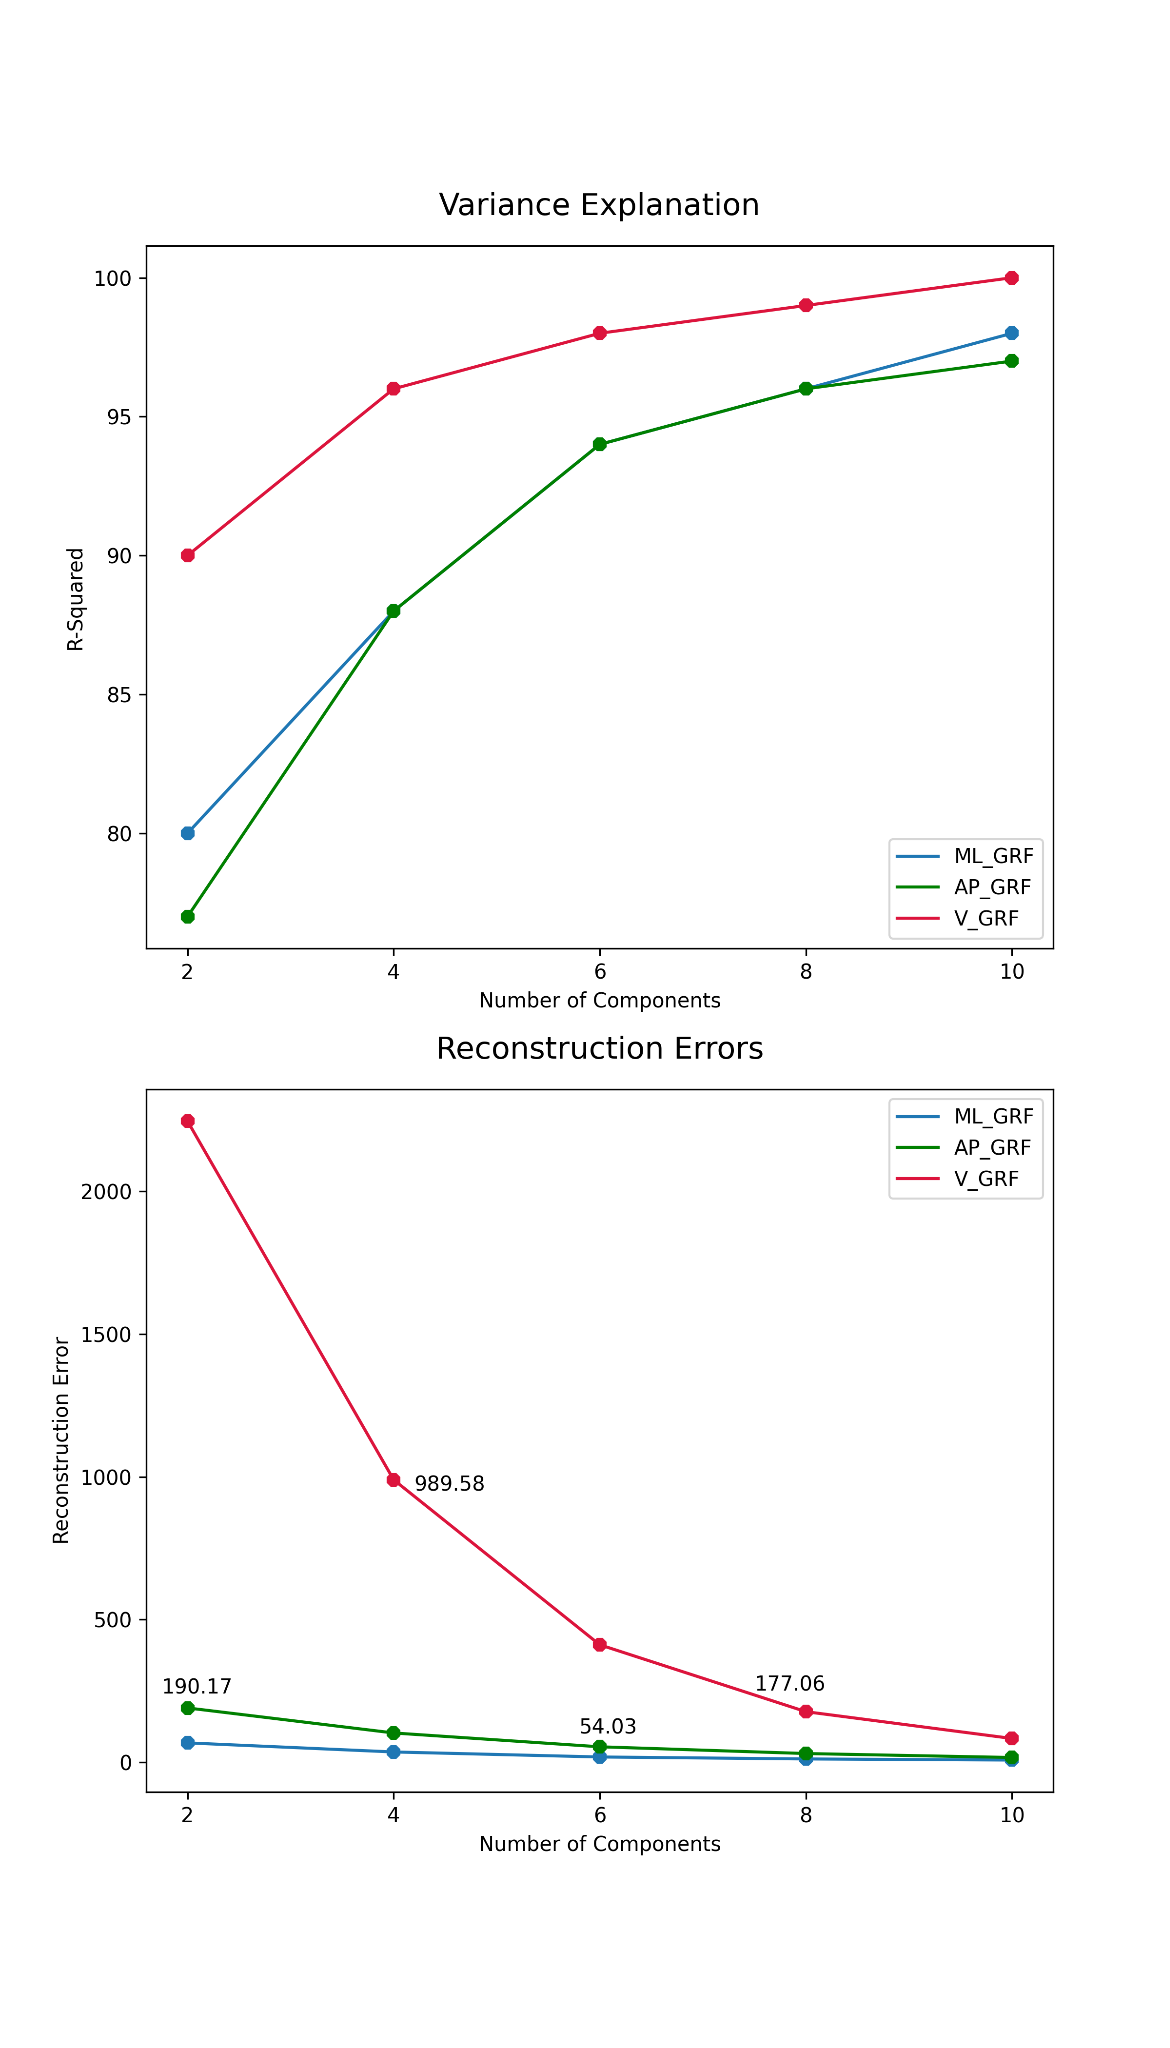 Variance Explanation
100
95
90
85
80
R-Squared
ML_GRF
AP_GRF
V_GRF
2 4 6 8 10
Number of Components
Reconstruction Errors
ML_GRF
AP_GRF
V_GRF
2000
1500
1000
500
0
Reconstruction Error
989.58
190.17
177.06
54.03
2 4 6 8 10
Number of Components